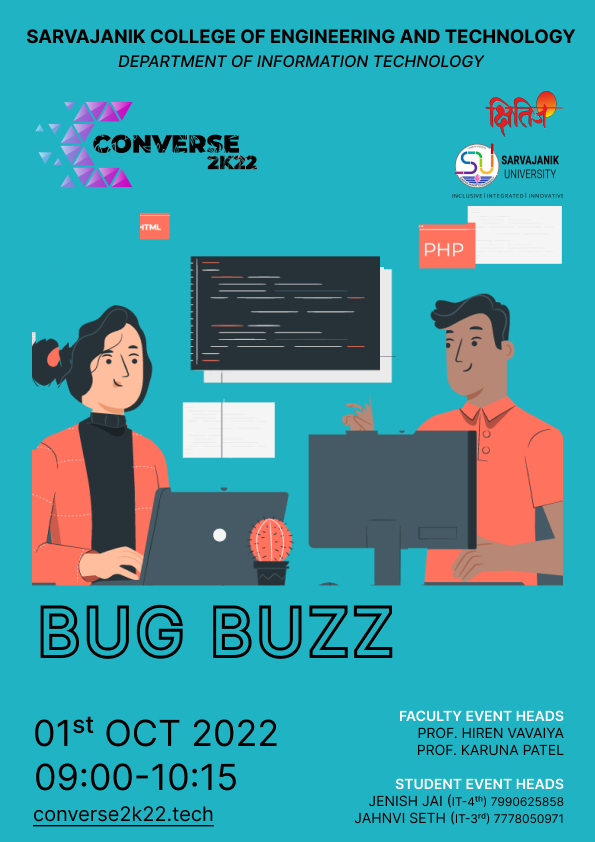 SARVAJANIK COLLEGE OF ENGINEERING AND TECHNOLOGY
DEPARTMENT OF INFORMATION TECHNOLOGY
CONVERSE
2K22
क्षितिज
SU
SARVAJANIK
UNIVERSITY
INCLUSIVE | INTEGRATED | INNOVATIVE
HTML
PHP
BUG BUZZ
01st OCT 2022
09:00-10:15
converse2k22.tech
FACULTY EVENT HEADS
PROF. HIREN VAVAIYA
PROF. KARUNA PATEL
STUDENT EVENT HEADS
JENISH JAI (IT-4th) 7990625858
JAHNVI SETH (IT-3rd) 7778050971